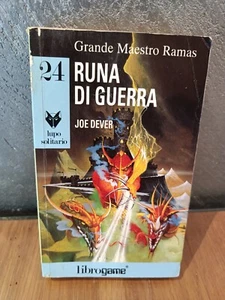 Grande Maestro Ramas
24
RUNA
DI GUERRA
JOE DEVER
lupo
solitario
librogame